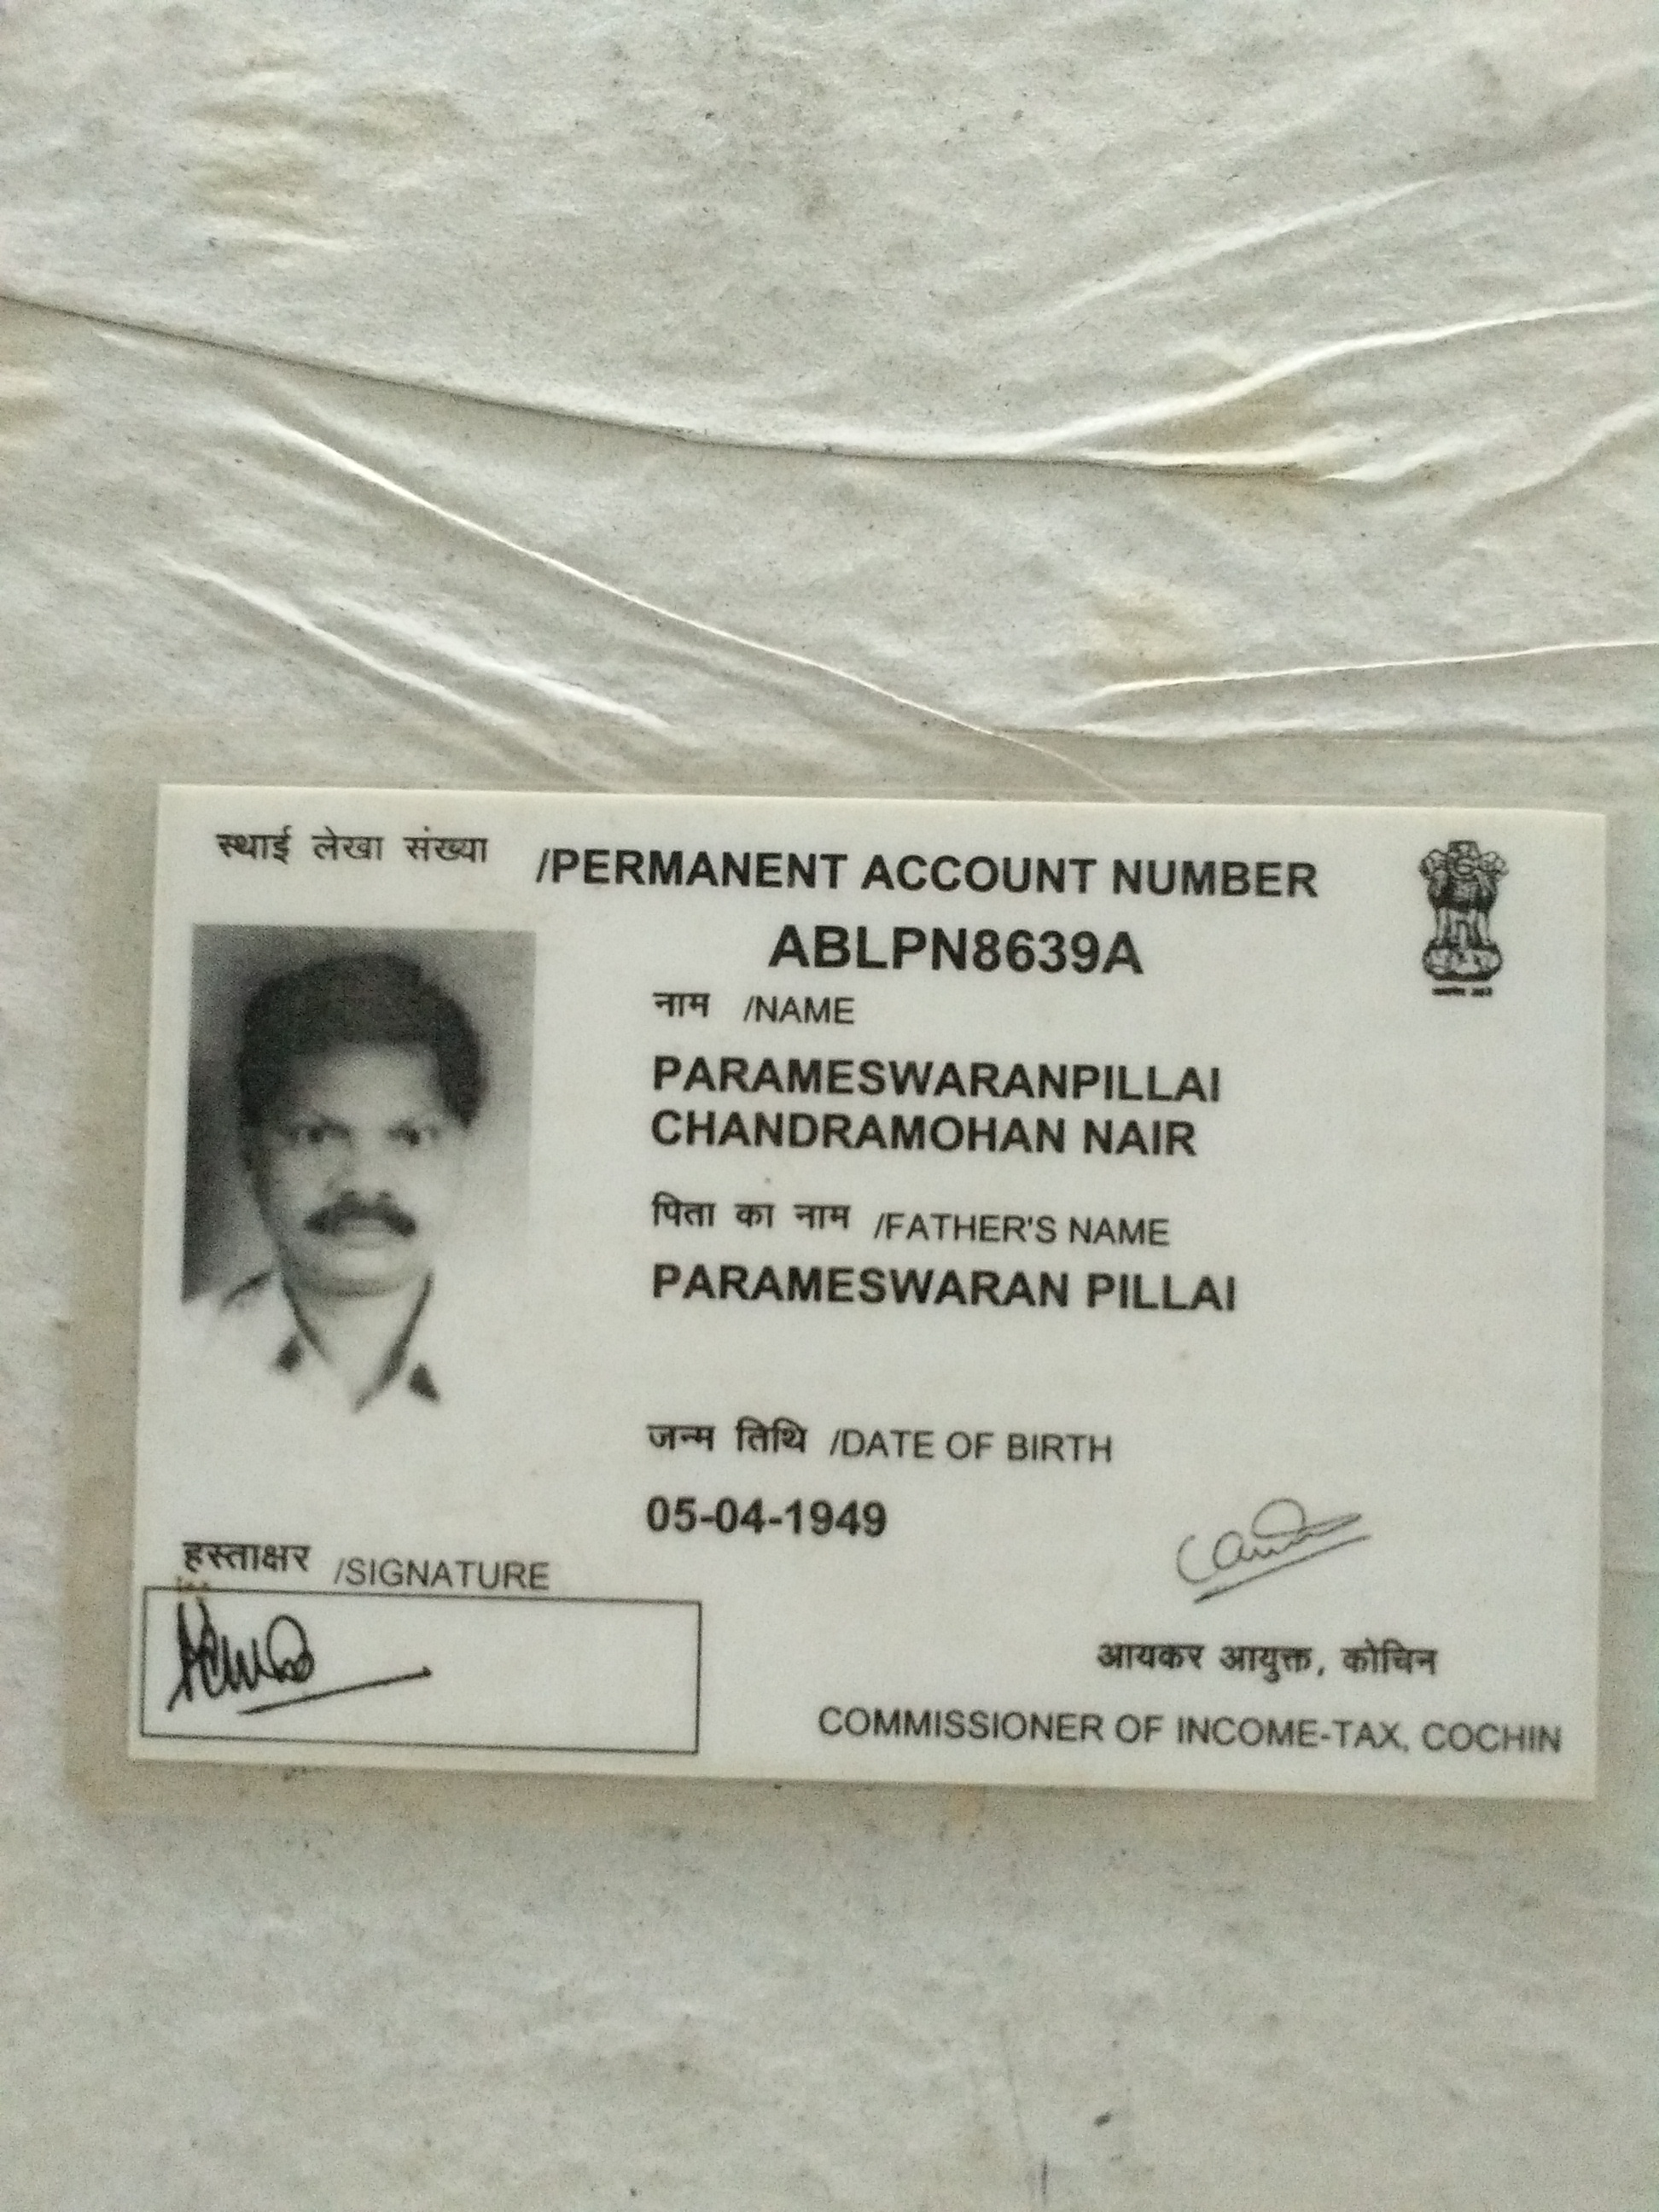 स्थाई लेखा संख्या /PERMANENT ACCOUNT NUMBER
ABLPN8639A
नाम /NAME
PARAMESWARANPILLAI
CHANDRAMOHAN NAIR
पिता का नाम /FATHER'S NAME
PARAMESWARAN PILLAI
जन्म तिथि /DATE OF BIRTH
05-04-1949
हस्ताक्षर /SIGNATURE
आयकर आयुक्त, कोचिन
COMMISSIONER OF INCOME-TAX, COCHIN